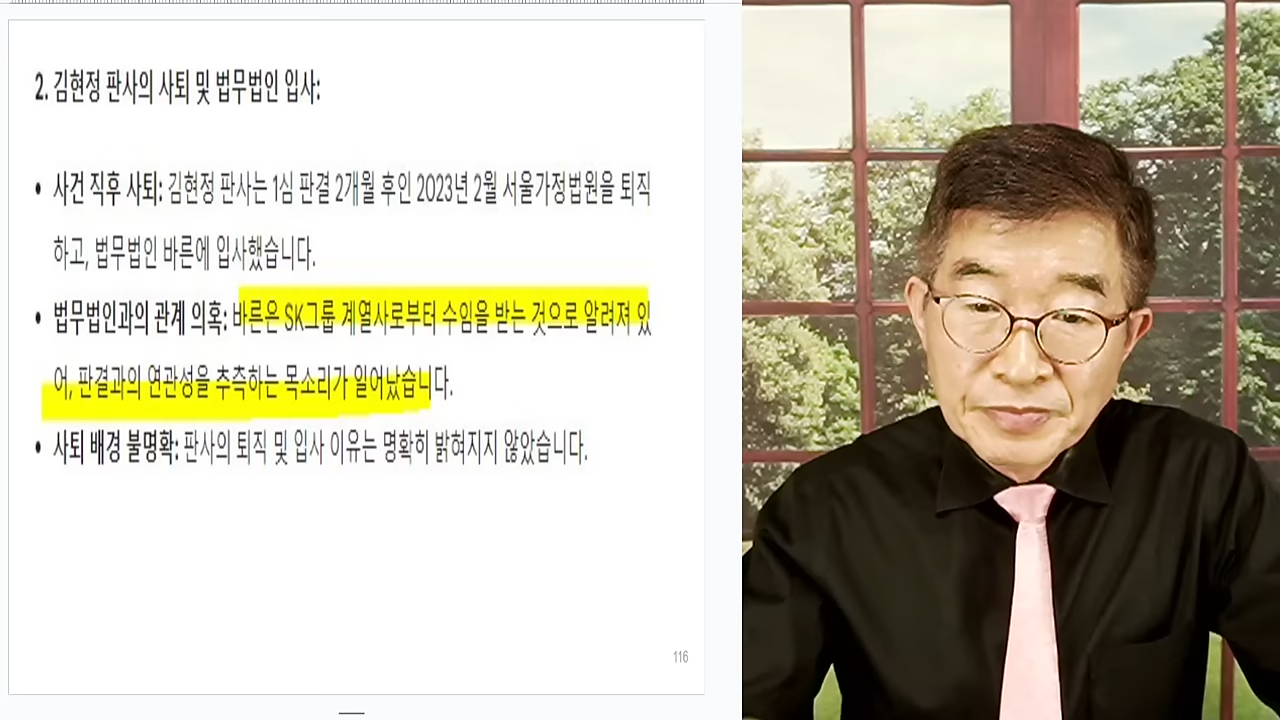 2. 김현정 판사의 사퇴 및 법무법인 입사:
• 사건 직후 사퇴: 김현정 판사는 1심 판결 2개월 후인 2023년 2월 서울가정법원을 퇴직
하고, 법무법인 바른에 입사했습니다.
• 법무법인과의 관계 의혹: 바른은 SK그룹 계열사로부터 수임을 받는 것으로 알려져 있
어, 판결과의 연관성을 추측하는 목소리가 일어났습니다.
• 사퇴 배경 불명확: 판사의 퇴직 및 입사 이유는 명확히 밝혀지지 않았습니다.
116